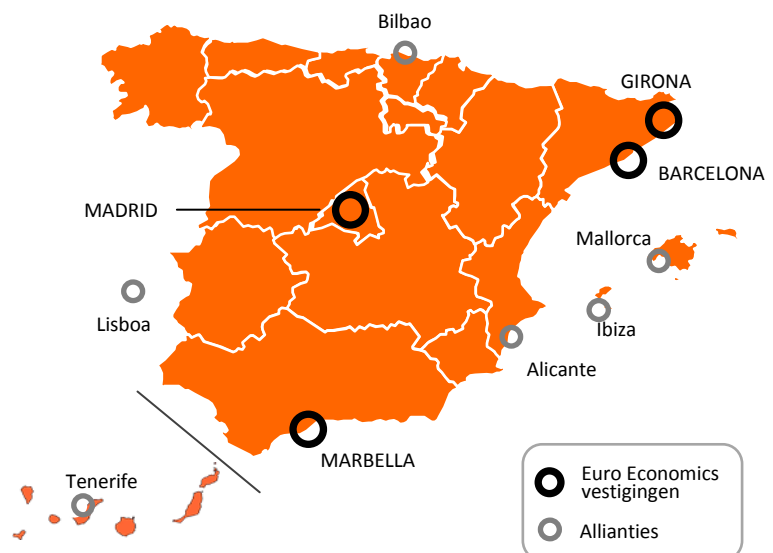 Bilbao
GIRONA
BARCELONA
MADRID
Mallorca
Lisboa
Ibiza
Alicante
MARBELLA
Tenerife
Euro Economics
vestigingen
Allianties